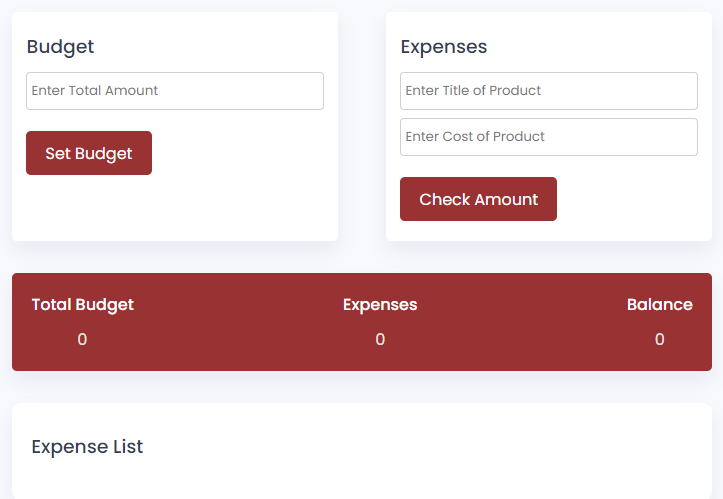 Budget
Enter Total Amount
Set Budget
Expenses
Enter Title of Product
Enter Cost of Product
Check Amount
Total Budget Expenses Balance
0 0 0
Expense List